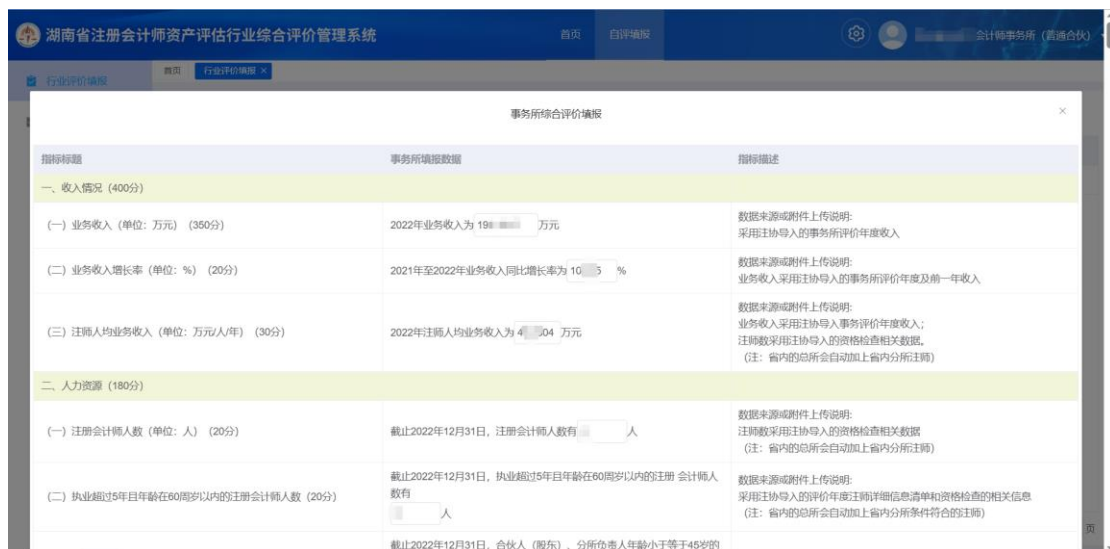 湖南省注册会计师资产评估行业综合评价管理系统
首页 自评填报
会计师事务所（普通合伙）
行业评价填报
首页 行业评价填报 ×
事务所综合评价填报 ×
指标标题 事务所填报数据 指标描述
一、收入情况（400分）
（一）业务收入（单位：万元）（350分） 2022年业务收入为 19 万元
数据来源或附件上传说明:
采用注协导入的事务所评价年度收入
（二）业务收入增长率（单位：%）（20分） 2021年至2022年业务收入同比增长率为 10 5 %
数据来源或附件上传说明:
业务收入采用注协导入的事务所评价年度及前一年收入
（三）注师人均业务收入（单位：万元/人/年）（30分） 2022年注师人均业务收入为 4 04 万元
数据来源或附件上传说明:
业务收入采用注协导入事务评价年度收入；
注师数采用注协导入的资格检查相关数据。
（注：省内的总所会自动加上省内分所注师）
二、人力资源（180分）
（一）注册会计师人数（单位：人）（20分） 截止2022年12月31日，注册会计师人数有 人
数据来源或附件上传说明:
注师数采用注协导入的资格检查相关数据
（注：省内的总所会自动加上省内分所注师）
（二）执业超过5年且年龄在60周岁以内的注册会计师人数（20分）
截止2022年12月31日，执业超过5年且年龄在60周岁以内的注册 会计师人
数有
人
数据来源或附件上传说明:
采用注协导入的评价年度注师详细信息清单和资格检查的相关信息
（注：省内的总所会自动加上省内分所条件符合的注师）
页
截止2022年12月31日，合伙人（股东）、分所负责人年龄小于等于45岁的